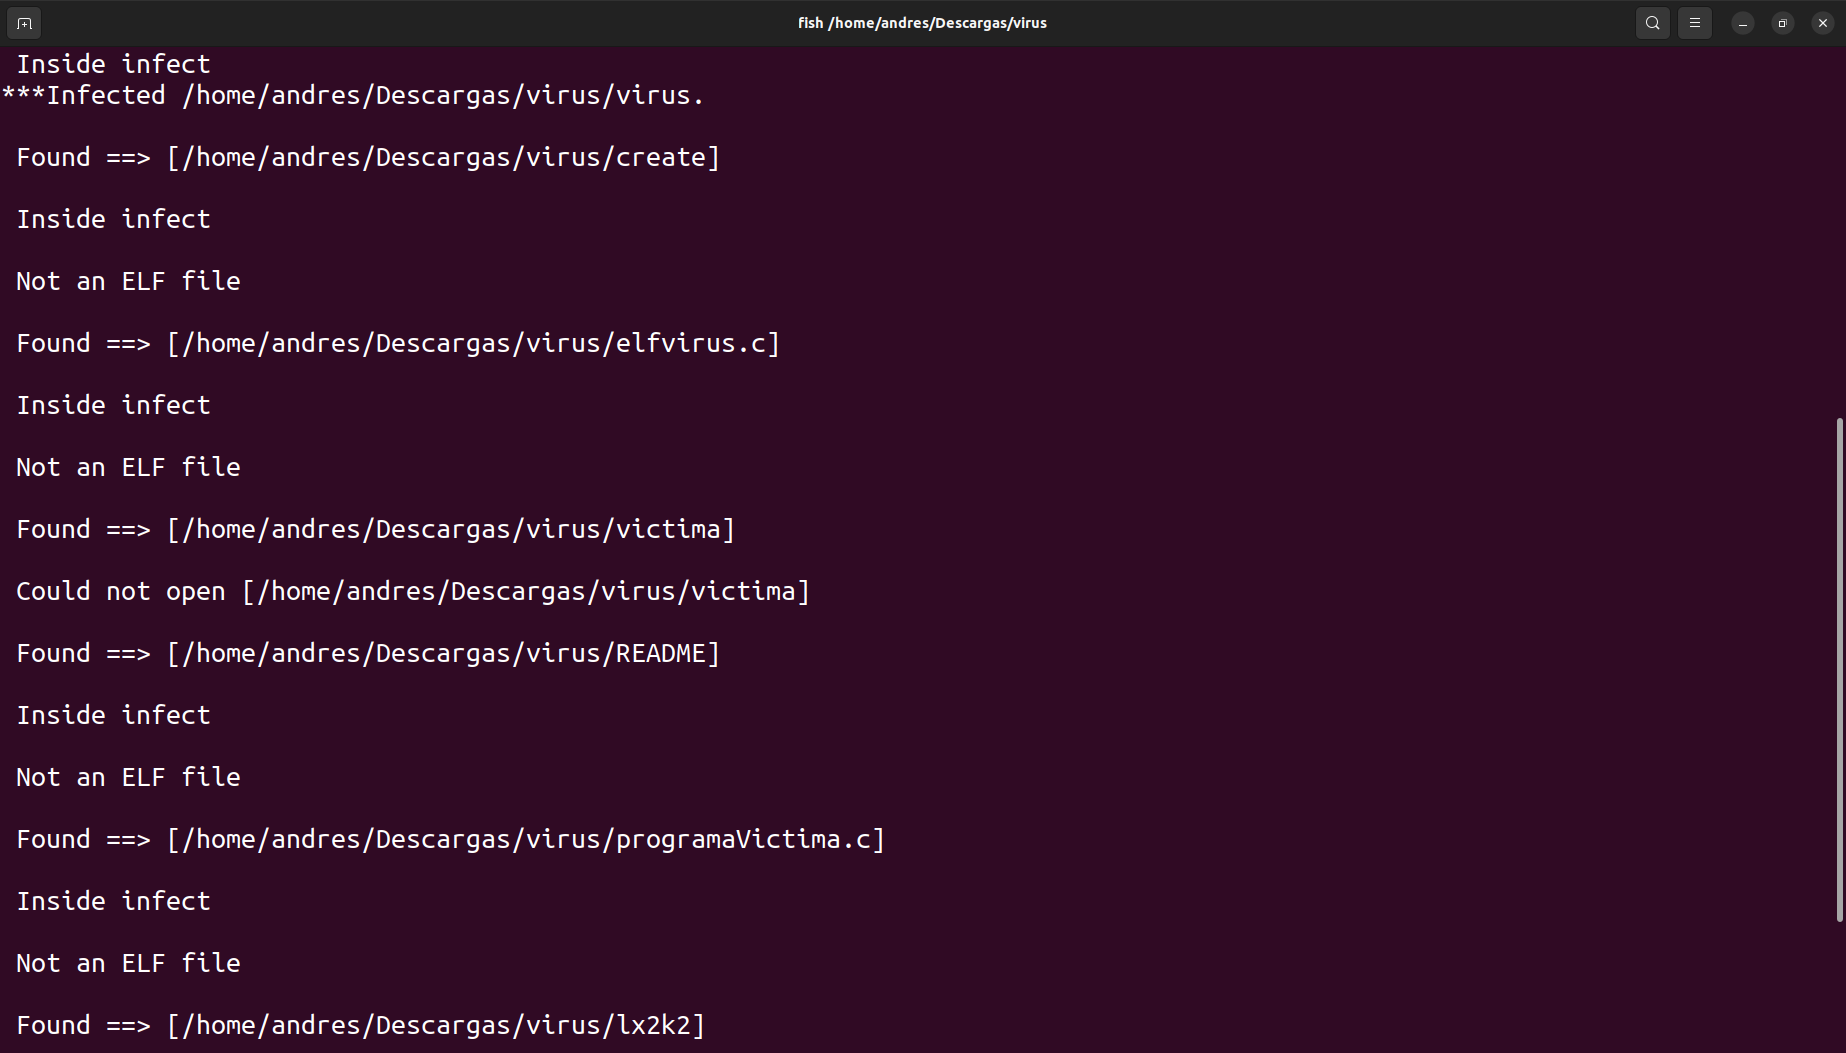 fish /home/andres/Descargas/virus
Inside infect
***Infected /home/andres/Descargas/virus/virus.
Found ==> [/home/andres/Descargas/virus/create]
Inside infect
Not an ELF file
Found ==> [/home/andres/Descargas/virus/elfvirus.c]
Inside infect
Not an ELF file
Found ==> [/home/andres/Descargas/virus/victima]
Could not open [/home/andres/Descargas/virus/victima]
Found ==> [/home/andres/Descargas/virus/README]
Inside infect
Not an ELF file
Found ==> [/home/andres/Descargas/virus/programaVictima.c]
Inside infect
Not an ELF file
Found ==> [/home/andres/Descargas/virus/lx2k2]